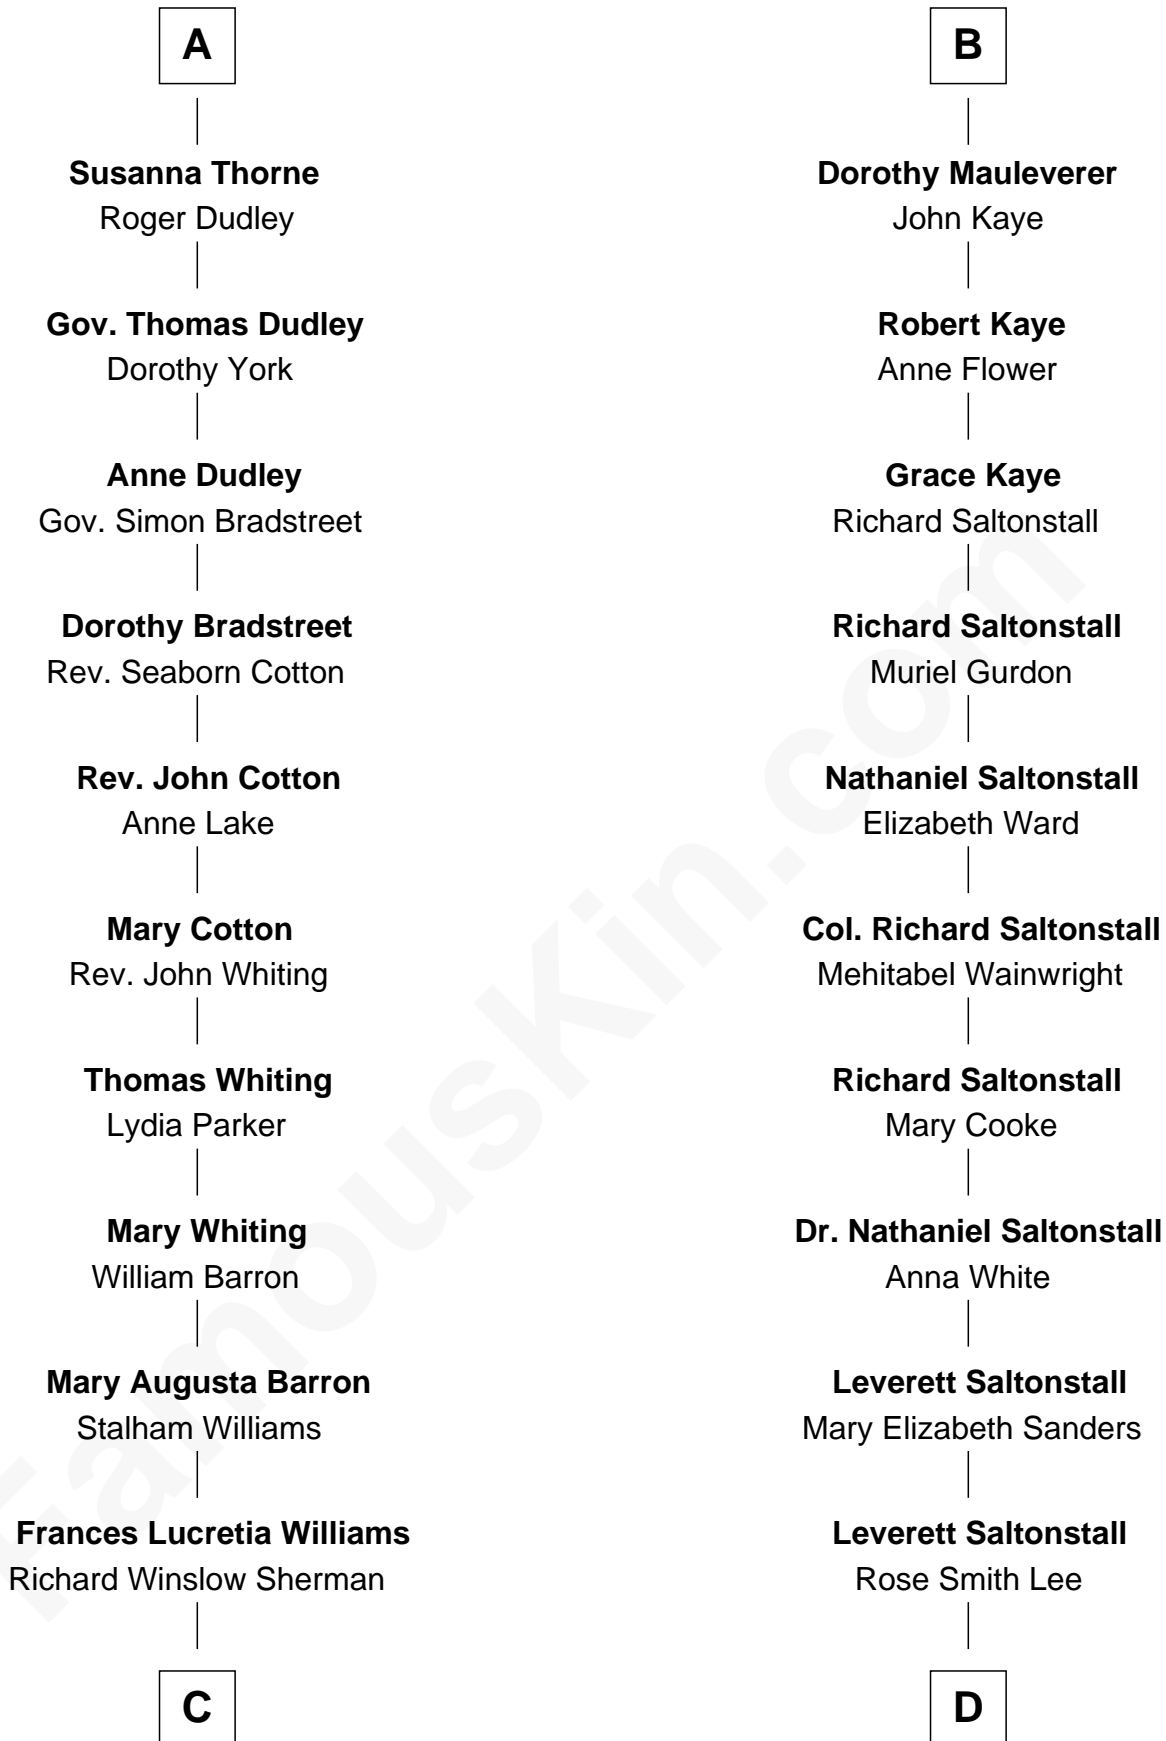 A
Susanna Thorne
Roger Dudley
Gov. Thomas Dudley
Dorothy York
Anne Dudley
Gov. Simon Bradstreet
Dorothy Bradstreet
Rev. Seaborn Cotton
Rev. John Cotton
Anne Lake
Mary Cotton
Rev. John Whiting
Thomas Whiting
Lydia Parker
Mary Whiting
William Barron
Mary Augusta Barron
Stalham Williams
Frances Lucretia Williams
Richard Winslow Sherman
C
B
Dorothy Mauleverer
John Kaye
Robert Kaye
Anne Flower
Grace Kaye
Richard Saltonstall
Richard Saltonstall
Muriel Gurdon
Nathaniel Saltonstall
Elizabeth Ward
Col. Richard Saltonstall
Mehitabel Wainwright
Richard Saltonstall
Mary Cooke
Dr. Nathaniel Saltonstall
Anna White
Leverett Saltonstall
Mary Elizabeth Sanders
Leverett Saltonstall
Rose Smith Lee
D
FamousKin.com